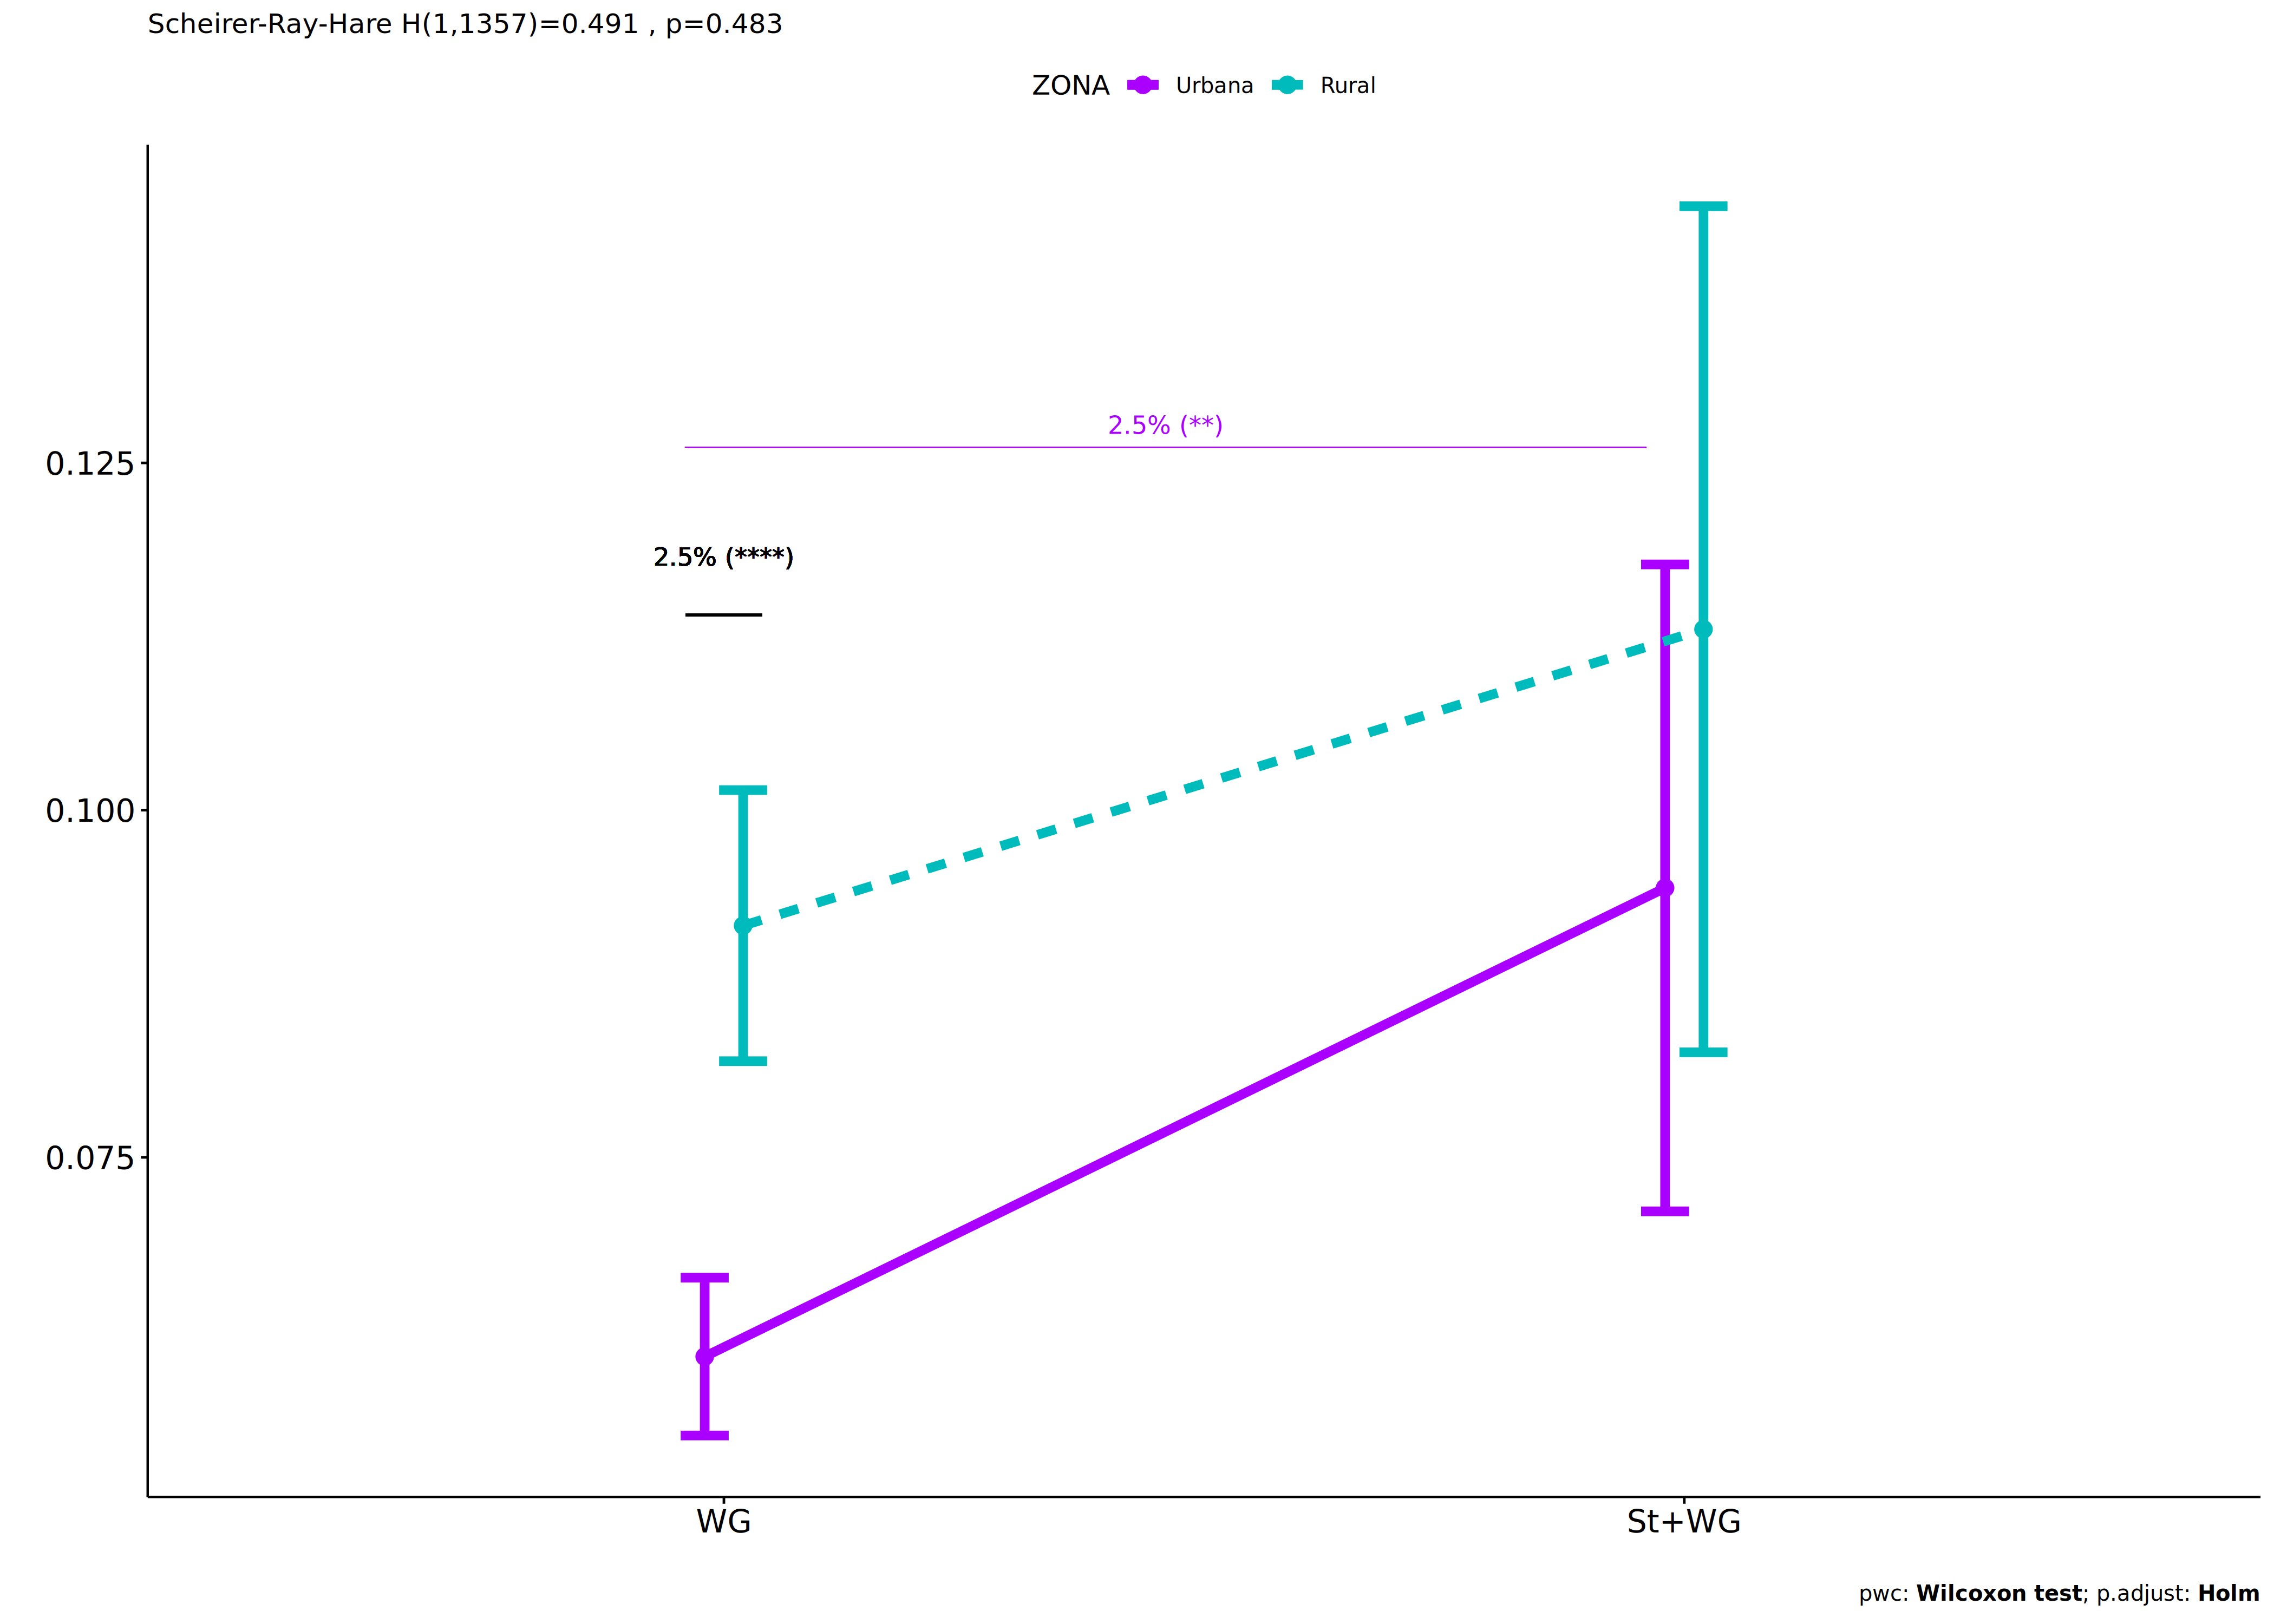 Scheirer-Ray-Hare H(1,1357)=0.491 , p=0.483
ZONA Urbana Rural
2.5% (**)
0.125
2.5% (****)
0.100
0.075
WG St+WG
pwc: Wilcoxon test; p.adjust: Holm